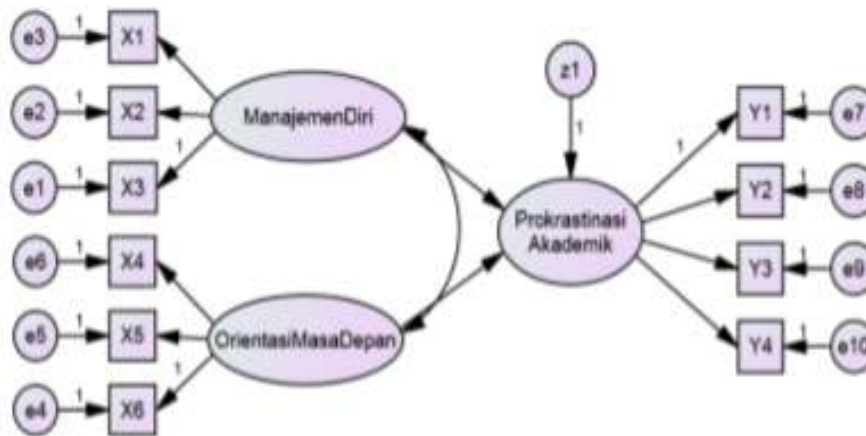 e3 1 X1
e2 1 X2
e1 1 X3
1
ManajemenDiri
e6 1 X4
e5 1 X5
e4 1 X6
1
OrientasiMasaDepan
z1
1
Prokrastinasi
Akademik
1
Y1 1 e7
Y2 1 e8
Y3 1 e9
Y4 1 e10